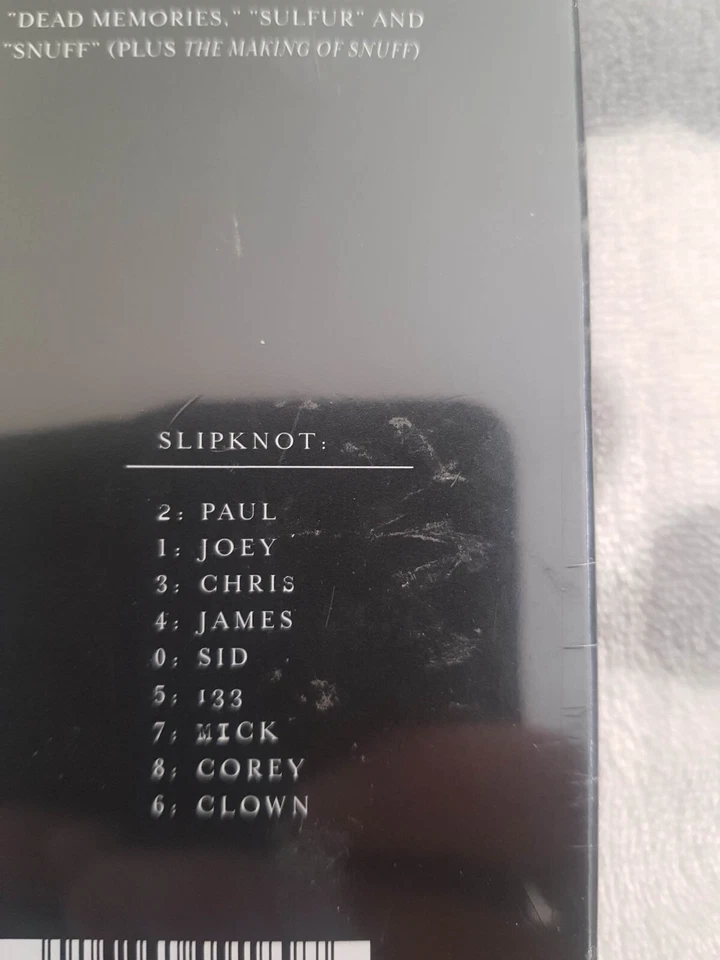 "DEAD MEMORIES," "SULFUR" AND
"SNUFF" (PLUS THE MAKING OF SNUFF)
SLIPKNOT:
2: PAUL
1: JOEY
3: CHRIS
4: JAMES
0: SID
5: 133
7: MICK
8: COREY
6: CLOWN